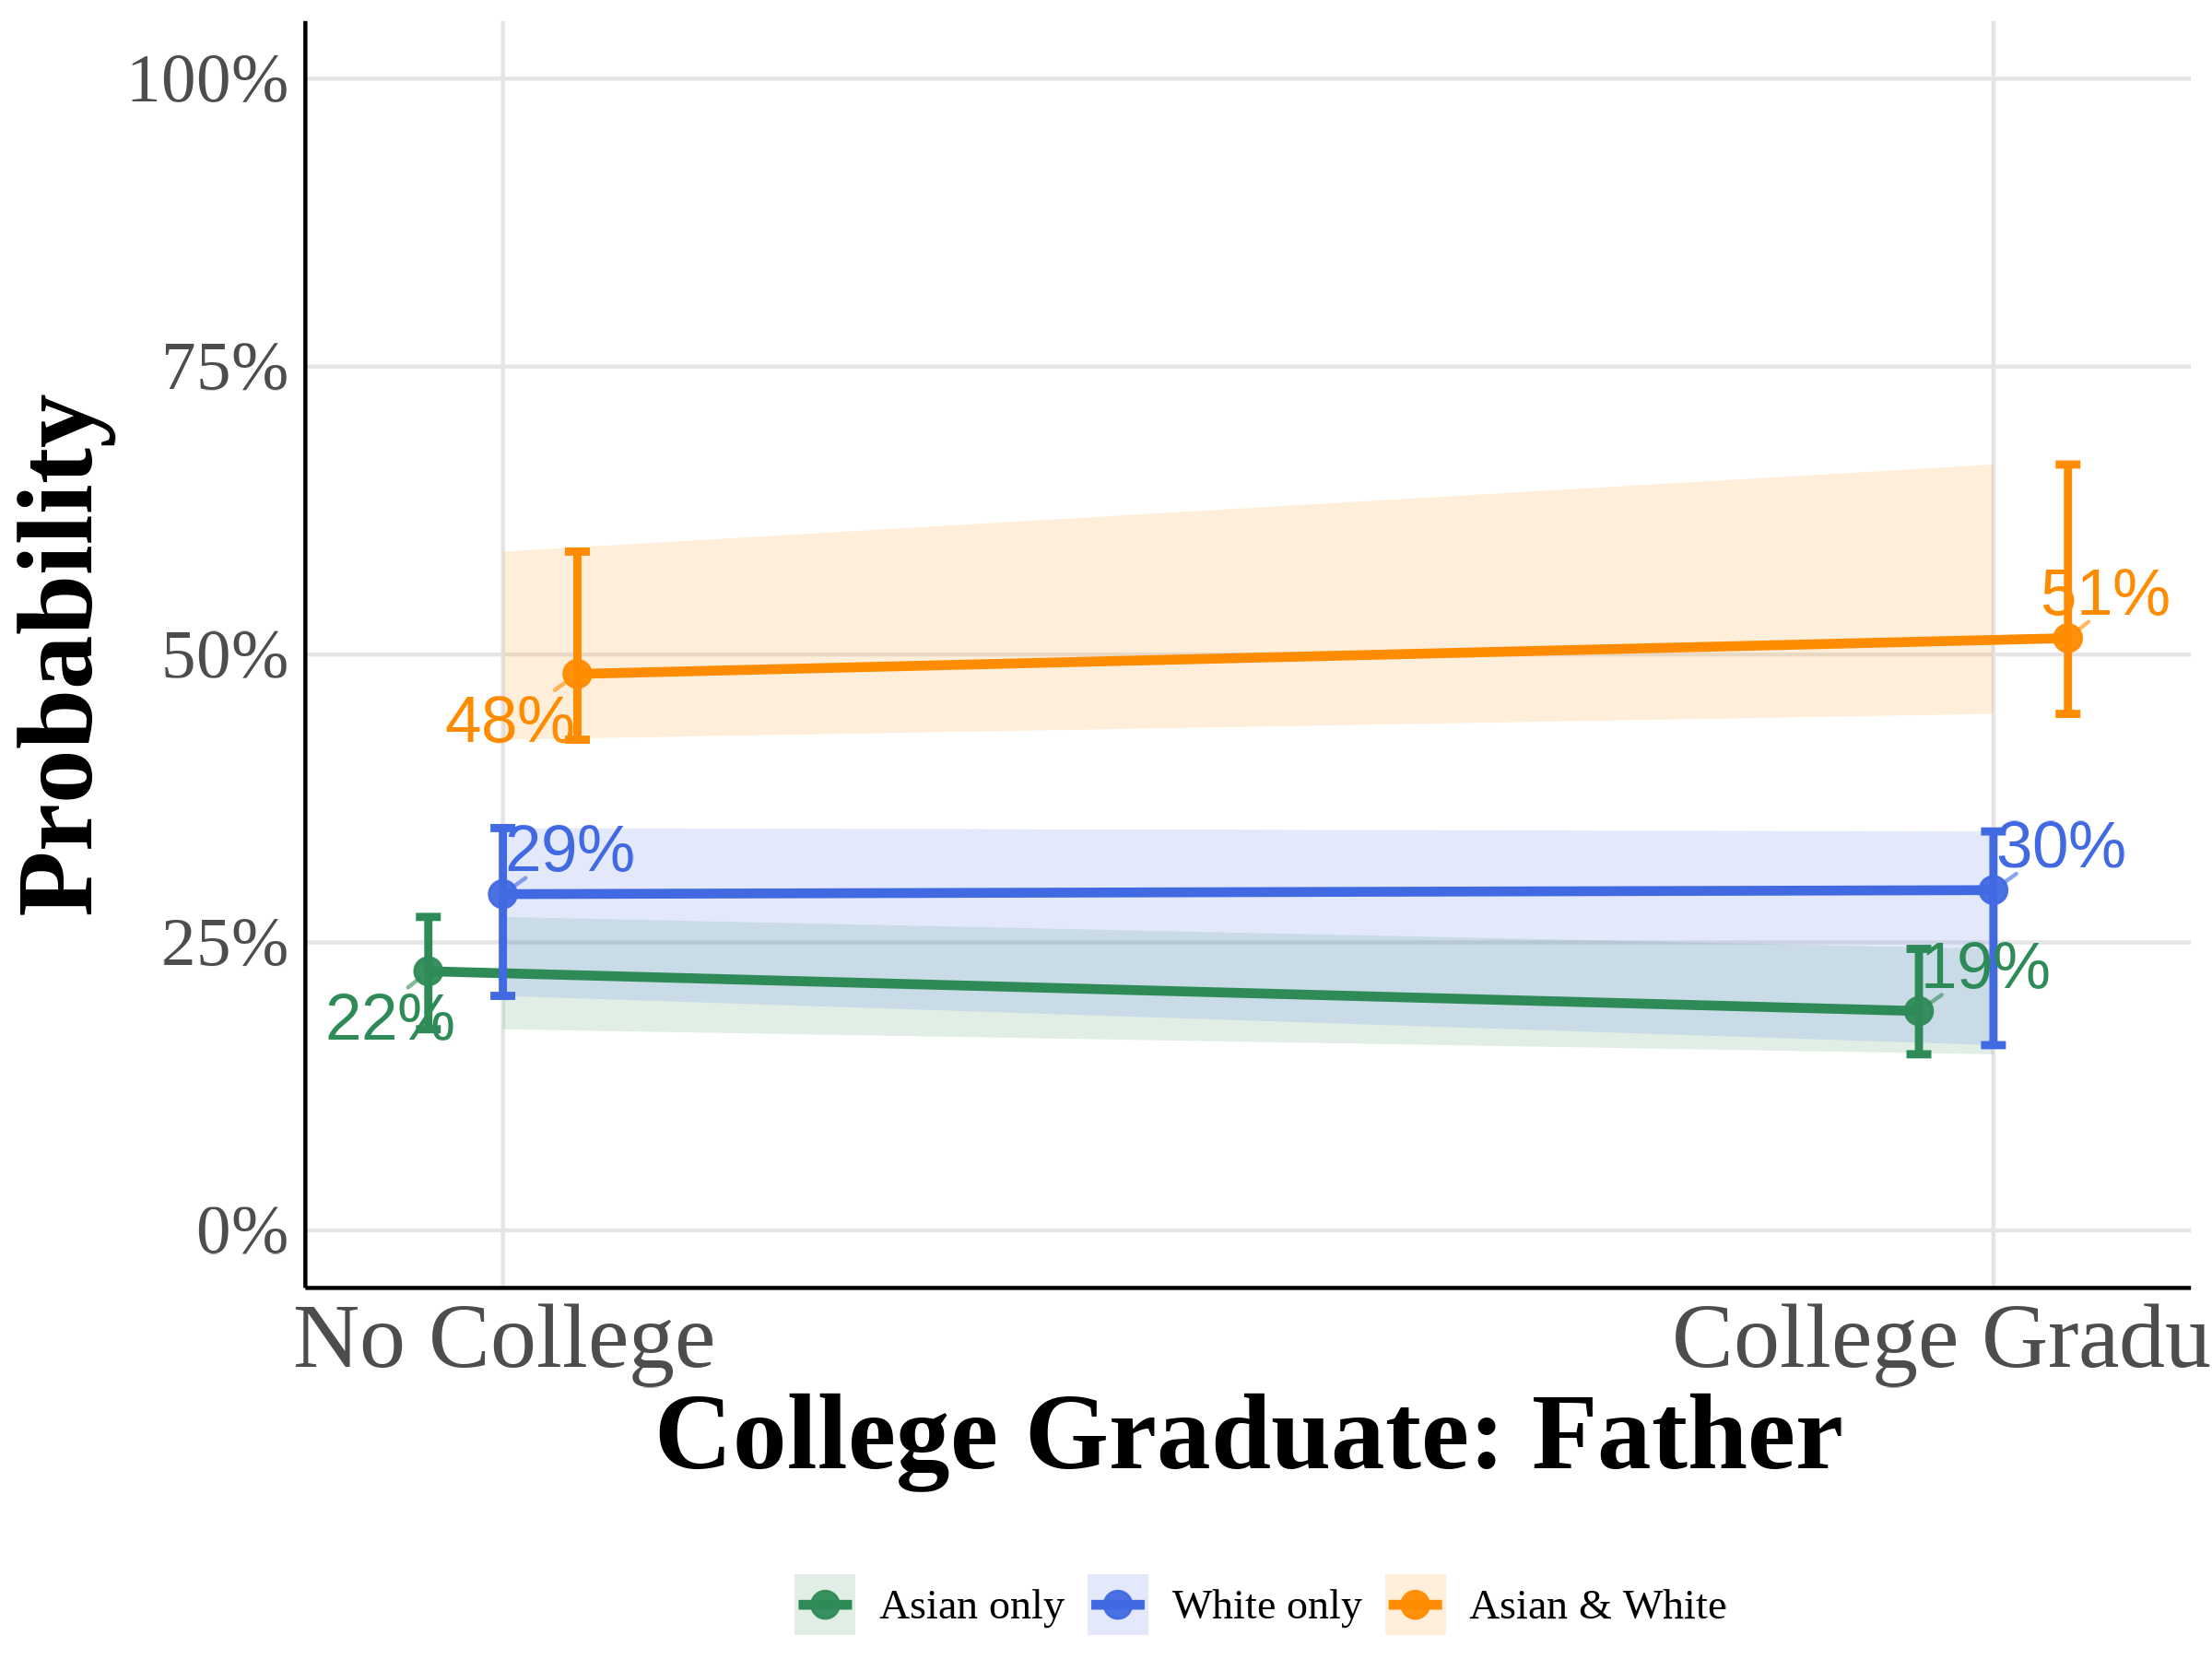 100%
75%
50%
25%
0%
Probability
51%
48%
29%
30%
19%
22%
No College
College Gradu
College Graduate: Father
Asian only
White only
Asian & White